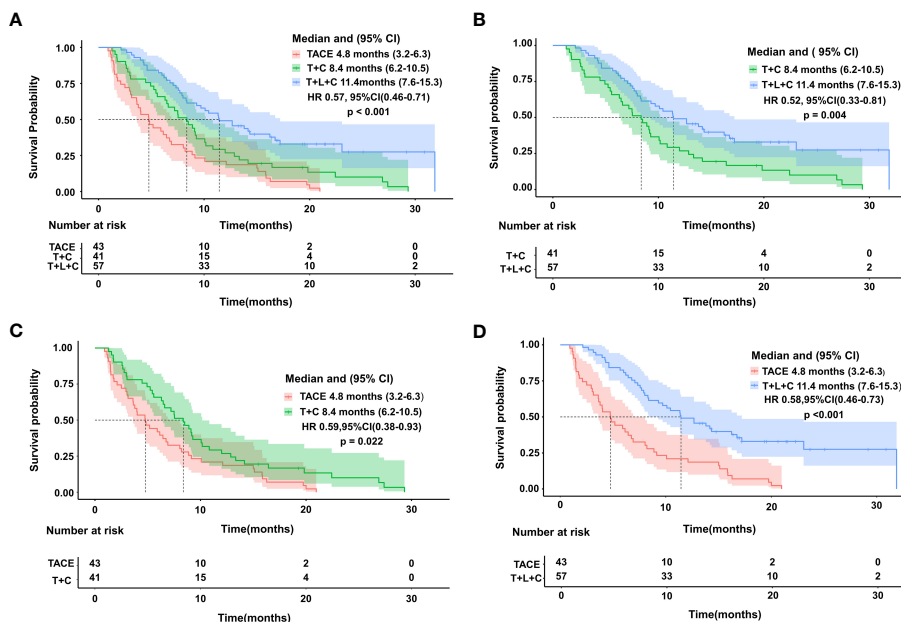 A
Median and (95% CI)
TACE 4.8 months (3.2-6.3)
T+C 8.4 months (6.2-10.5)
T+L+C 11.4months (7.6-15.3)
HR 0.57, 95%CI(0.46-0.71)
p < 0.001
Survival Probability
1.00
0.75
0.50
0.25
0.00
0 10 20 30
Number at risk
Time(months)
TACE 43 10 2 0
T+C 41 15 4 0
T+L+C 57 33 10 2
0 10 20 30
Time(months)
B
Median and ( 95% CI)
T+C 8.4 months (6.2-10.5)
T+L+C 11.4 months (7.6-15.3)
HR 0.52, 95%CI(0.33-0.81)
p = 0.004
Survival probability
1.00
0.75
0.50
0.25
0.00
0 10 20 30
Time(months)
Number at risk
T+C 41 15 4 0
T+L+C 57 33 10 2
0 10 20 30
Time(months)
C
Median and (95% CI)
TACE 4.8 months (3.2-6.3)
T+C 8.4 months (6.2-10.5)
HR 0.59,95%CI(0.38-0.93)
p = 0.022
Survival probability
1.00
0.75
0.50
0.25
0.00
0 10 20 30
Time(months)
Number at risk
TACE 43 10 2 0
T+C 41 15 4 0
0 10 20 30
Time(months)
D
Median and (95% CI)
TACE 4.8 months (3.2-6.3)
T+L+C 11.4 months (7.6-15.3)
HR 0.58,95%CI(0.46-0.73)
p <0.001
Survival probability
1.00
0.75
0.50
0.25
0.00
0 10 20 30
Time(months)
Number at risk
TACE 43 10 2 0
T+L+C 57 33 10 2
0 10 20 30
Time(months)